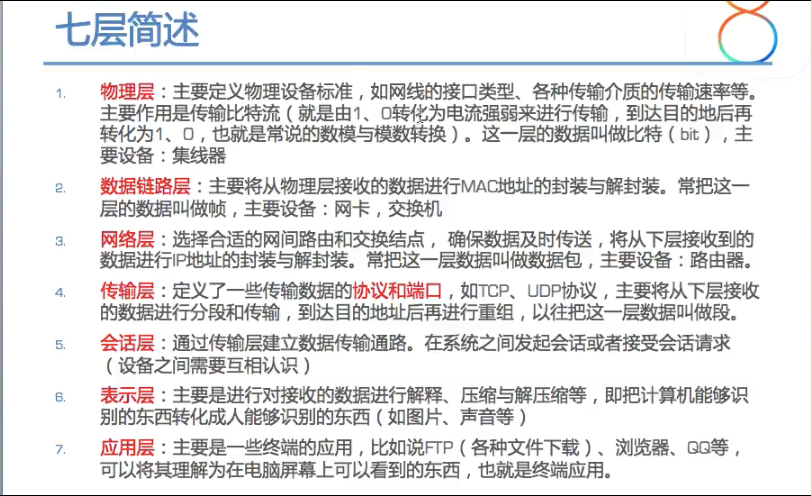 七层简述
1. 物理层：主要定义物理设备标准，如网线的接口类型、各种传输介质的传输速率等。
主要作用是传输比特流（就是由1、0转化为电流强弱来进行传输，到达目的地后再
转化为1、0，也就是常说的数模与模数转换）。这一层的数据叫做比特（bit），主
要设备：集线器
2. 数据链路层：主要将从物理层接收的数据进行MAC地址的封装与解封装。常把这一
层的数据叫做帧，主要设备：网卡，交换机
3. 网络层：选择合适的网间路由和交换结点， 确保数据及时传送，将从下层接收到的
数据进行IP地址的封装与解封装。常把这一层数据叫做数据包，主要设备：路由器。
4. 传输层：定义了一些传输数据的协议和端口，如TCP、UDP协议，主要将从下层接收
的数据进行分段和传输，到达目的地址后再进行重组，以往把这一层数据叫做段。
5. 会话层：通过传输层建立数据传输通路。在系统之间发起会话或者接受会话请求
（设备之间需要互相认识）
6. 表示层：主要是进行对接收的数据进行解释、压缩与解压缩等，即把计算机能够识
别的东西转化成人能够识别的东西（如图片、声音等）
7. 应用层：主要是一些终端的应用，比如说FTP（各种文件下载）、浏览器、QQ等，
可以将其理解为在电脑屏幕上可以看到的东西，也就是终端应用。